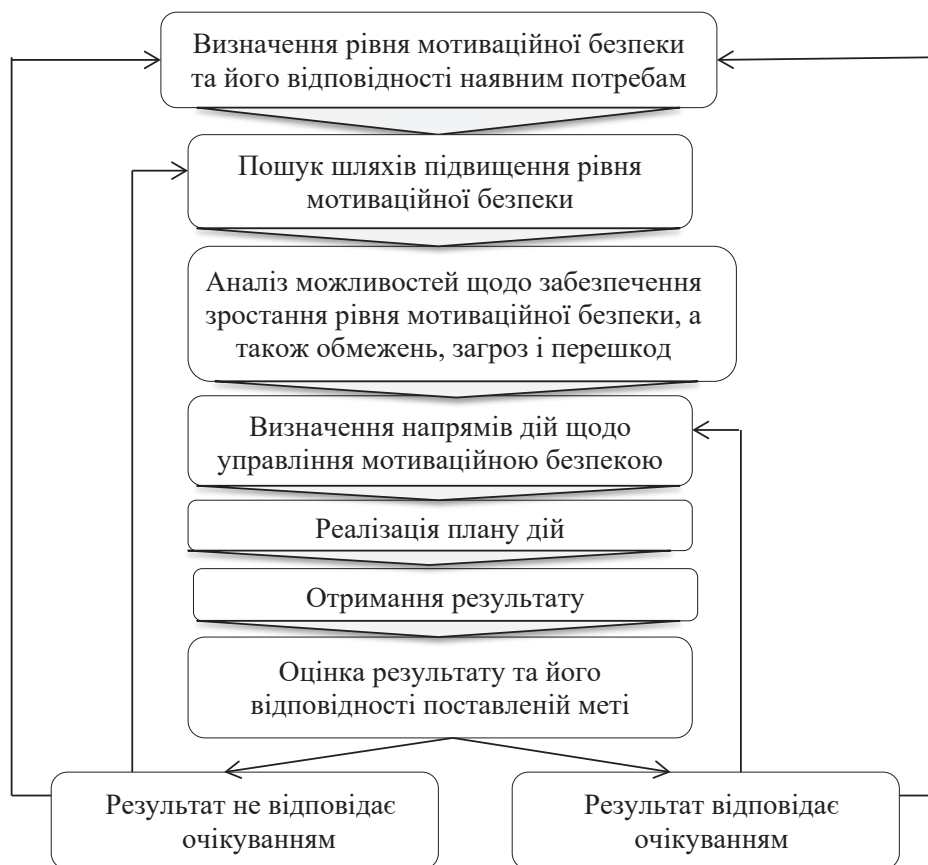 Визначення рівня мотиваційної безпеки
та його відповідності наявним потребам
Пошук шляхів підвищення рівня
мотиваційної безпеки
Аналіз можливостей щодо забезпечення
зростання рівня мотиваційної безпеки, а
також обмежень, загроз і перешкод
Визначення напрямів дій щодо
управління мотиваційною безпекою
Реалізація плану дій
Отримання результату
Оцінка результату та його
відповідності поставленій меті
Результат не відповідає
очікуванням
Результат відповідає
очікуванням